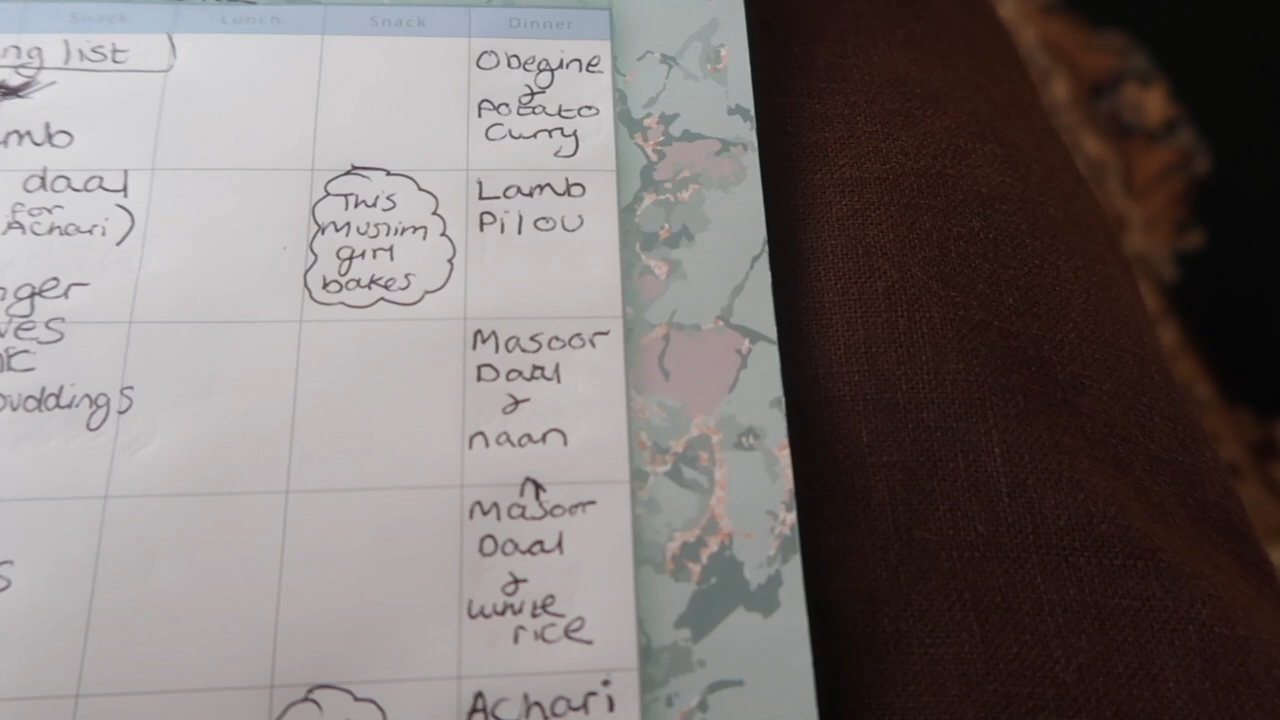 Snack Lunch Snack Dinner
ng list
mb
Obegine
&
Potato
Curry
daal
for
Achari)
This
Muslim
girl
bakes
Lamb
Pilou
nger
ves
puddings
Masoor
Daal
&
naan
s
Masoor
Daal
&
white
rice
Achari